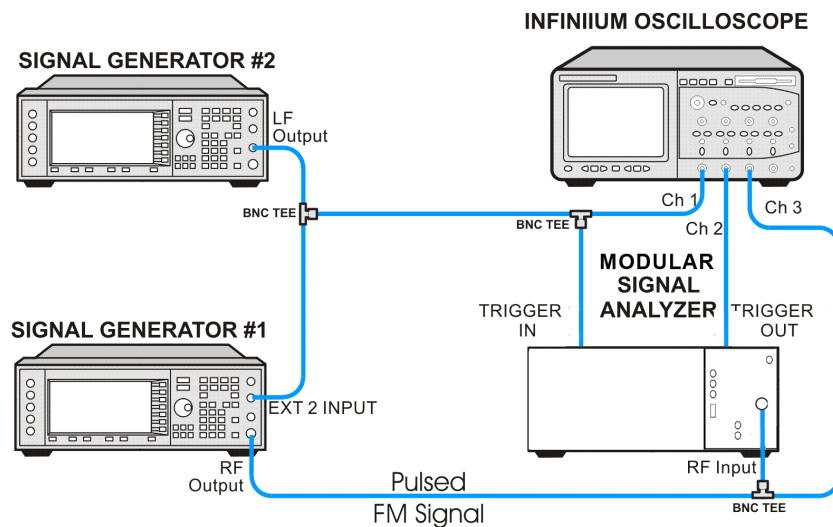 INFINIIUM OSCILLOSCOPE
SIGNAL GENERATOR #2
LF
Output
Ch 1
Ch 2
Ch 3
BNC TEE
BNC TEE
MODULAR
SIGNAL
ANALYZER
TRIGGER
IN
TRIGGER
OUT
SIGNAL GENERATOR #1
EXT 2 INPUT
RF
Output
RF Input
Pulsed
FM Signal
BNC TEE